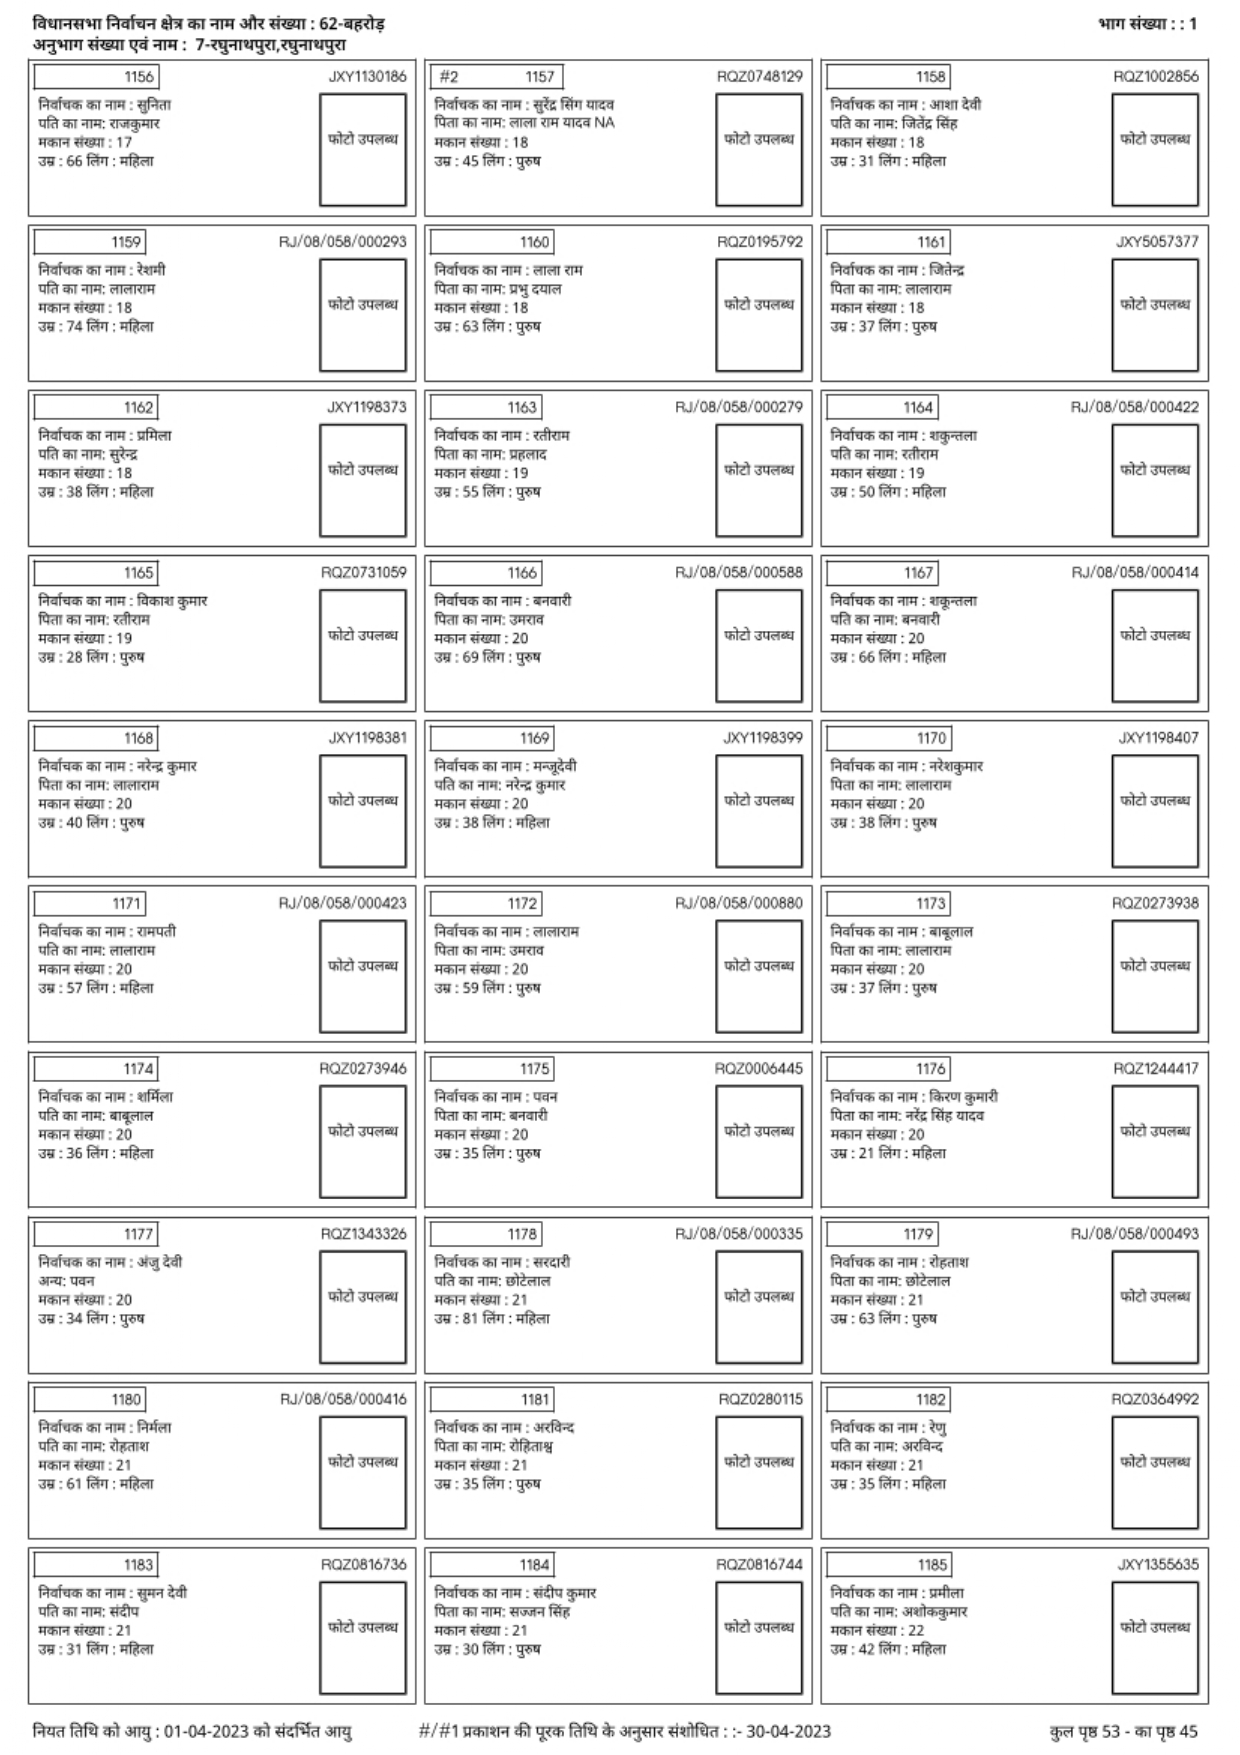 विधानसभा निर्वाचन क्षेत्र का नाम और संख्या : 62-बहरोड़ भाग संख्या : : 1
अनुभाग संख्या एवं नाम : 7-रघुनाथपुरा,रघुनाथपुरा
1156 JXY1130186
निर्वाचक का नाम : सुनिता
पति का नाम: राजकुमार
मकान संख्या : 17
उम्र : 66 लिंग : महिला
फोटो उपलब्ध
#2 1157 RQZ0748129
निर्वाचक का नाम : सुरेंद्र सिंग यादव
पिता का नाम: लाला राम यादव NA
मकान संख्या : 18
उम्र : 45 लिंग : पुरुष
फोटो उपलब्ध
1158 RQZ1002856
निर्वाचक का नाम : आशा देवी
पति का नाम: जितेंद्र सिंह
मकान संख्या : 18
उम्र : 31 लिंग : महिला
फोटो उपलब्ध
1159 RJ/08/058/000293
निर्वाचक का नाम : रेशमी
पति का नाम: लालाराम
मकान संख्या : 18
उम्र : 74 लिंग : महिला
फोटो उपलब्ध
1160 RQZ0195792
निर्वाचक का नाम : लाला राम
पिता का नाम: प्रभु दयाल
मकान संख्या : 18
उम्र : 63 लिंग : पुरुष
फोटो उपलब्ध
1161 JXY5057377
निर्वाचक का नाम : जितेन्द्र
पिता का नाम: लालाराम
मकान संख्या : 18
उम्र : 37 लिंग : पुरुष
फोटो उपलब्ध
1162 JXY1198373
निर्वाचक का नाम : प्रमिला
पति का नाम: सुरेन्द्र
मकान संख्या : 18
उम्र : 38 लिंग : महिला
फोटो उपलब्ध
1163 RJ/08/058/000279
निर्वाचक का नाम : रतीराम
पिता का नाम: प्रहलाद
मकान संख्या : 19
उम्र : 55 लिंग : पुरुष
फोटो उपलब्ध
1164 RJ/08/058/000422
निर्वाचक का नाम : शकुन्तला
पति का नाम: रतीराम
मकान संख्या : 19
उम्र : 50 लिंग : महिला
फोटो उपलब्ध
1165 RQZ0731059
निर्वाचक का नाम : विकाश कुमार
पिता का नाम: रतीराम
मकान संख्या : 19
उम्र : 28 लिंग : पुरुष
फोटो उपलब्ध
1166 RJ/08/058/000588
निर्वाचक का नाम : बनवारी
पिता का नाम: उमराव
मकान संख्या : 20
उम्र : 69 लिंग : पुरुष
फोटो उपलब्ध
1167 RJ/08/058/000414
निर्वाचक का नाम : शकून्तला
पति का नाम: बनवारी
मकान संख्या : 20
उम्र : 66 लिंग : महिला
फोटो उपलब्ध
1168 JXY1198381
निर्वाचक का नाम : नरेन्द्र कुमार
पिता का नाम: लालाराम
मकान संख्या : 20
उम्र : 40 लिंग : पुरुष
फोटो उपलब्ध
1169 JXY1198399
निर्वाचक का नाम : मन्जूदेवी
पति का नाम: नरेन्द्र कुमार
मकान संख्या : 20
उम्र : 38 लिंग : महिला
फोटो उपलब्ध
1170 JXY1198407
निर्वाचक का नाम : नरेशकुमार
पिता का नाम: लालाराम
मकान संख्या : 20
उम्र : 38 लिंग : पुरुष
फोटो उपलब्ध
1171 RJ/08/058/000423
निर्वाचक का नाम : रामपती
पति का नाम: लालाराम
मकान संख्या : 20
उम्र : 57 लिंग : महिला
फोटो उपलब्ध
1172 RJ/08/058/000880
निर्वाचक का नाम : लालाराम
पिता का नाम: उमराव
मकान संख्या : 20
उम्र : 59 लिंग : पुरुष
फोटो उपलब्ध
1173 RQZ0273938
निर्वाचक का नाम : बाबूलाल
पिता का नाम: लालाराम
मकान संख्या : 20
उम्र : 37 लिंग : पुरुष
फोटो उपलब्ध
1174 RQZ0273946
निर्वाचक का नाम : शर्मिला
पति का नाम: बाबूलाल
मकान संख्या : 20
उम्र : 36 लिंग : महिला
फोटो उपलब्ध
1175 RQZ0006445
निर्वाचक का नाम : पवन
पिता का नाम: बनवारी
मकान संख्या : 20
उम्र : 35 लिंग : पुरुष
फोटो उपलब्ध
1176 RQZ1244417
निर्वाचक का नाम : किरण कुमारी
पिता का नाम: नरेंद्र सिंह यादव
मकान संख्या : 20
उम्र : 21 लिंग : महिला
फोटो उपलब्ध
1177 RQZ1343326
निर्वाचक का नाम : अंजु देवी
अन्य: पवन
मकान संख्या : 20
उम्र : 34 लिंग : पुरुष
फोटो उपलब्ध
1178 RJ/08/058/000335
निर्वाचक का नाम : सरदारी
पति का नाम: छोटेलाल
मकान संख्या : 21
उम्र : 81 लिंग : महिला
फोटो उपलब्ध
1179 RJ/08/058/000493
निर्वाचक का नाम : रोहताश
पिता का नाम: छोटेलाल
मकान संख्या : 21
उम्र : 63 लिंग : पुरुष
फोटो उपलब्ध
1180 RJ/08/058/000416
निर्वाचक का नाम : निर्मला
पति का नाम: रोहताश
मकान संख्या : 21
उम्र : 61 लिंग : महिला
फोटो उपलब्ध
1181 RQZ0280115
निर्वाचक का नाम : अरविन्द
पिता का नाम: रोहिताश्व
मकान संख्या : 21
उम्र : 35 लिंग : पुरुष
फोटो उपलब्ध
1182 RQZ0364992
निर्वाचक का नाम : रेणु
पति का नाम: अरविन्द
मकान संख्या : 21
उम्र : 35 लिंग : महिला
फोटो उपलब्ध
1183 RQZ0816736
निर्वाचक का नाम : सुमन देवी
पति का नाम: संदीप
मकान संख्या : 21
उम्र : 31 लिंग : महिला
फोटो उपलब्ध
1184 RQZ0816744
निर्वाचक का नाम : संदीप कुमार
पिता का नाम: सज्जन सिंह
मकान संख्या : 21
उम्र : 30 लिंग : पुरुष
फोटो उपलब्ध
1185 JXY1355635
निर्वाचक का नाम : प्रमीला
पति का नाम: अशोककुमार
मकान संख्या : 22
उम्र : 42 लिंग : महिला
फोटो उपलब्ध
नियत तिथि को आयु : 01-04-2023 को संदर्भित आयु #/#1 प्रकाशन की पूरक तिथि के अनुसार संशोधित : :- 30-04-2023 कुल पृष्ठ 53 - का पृष्ठ 45